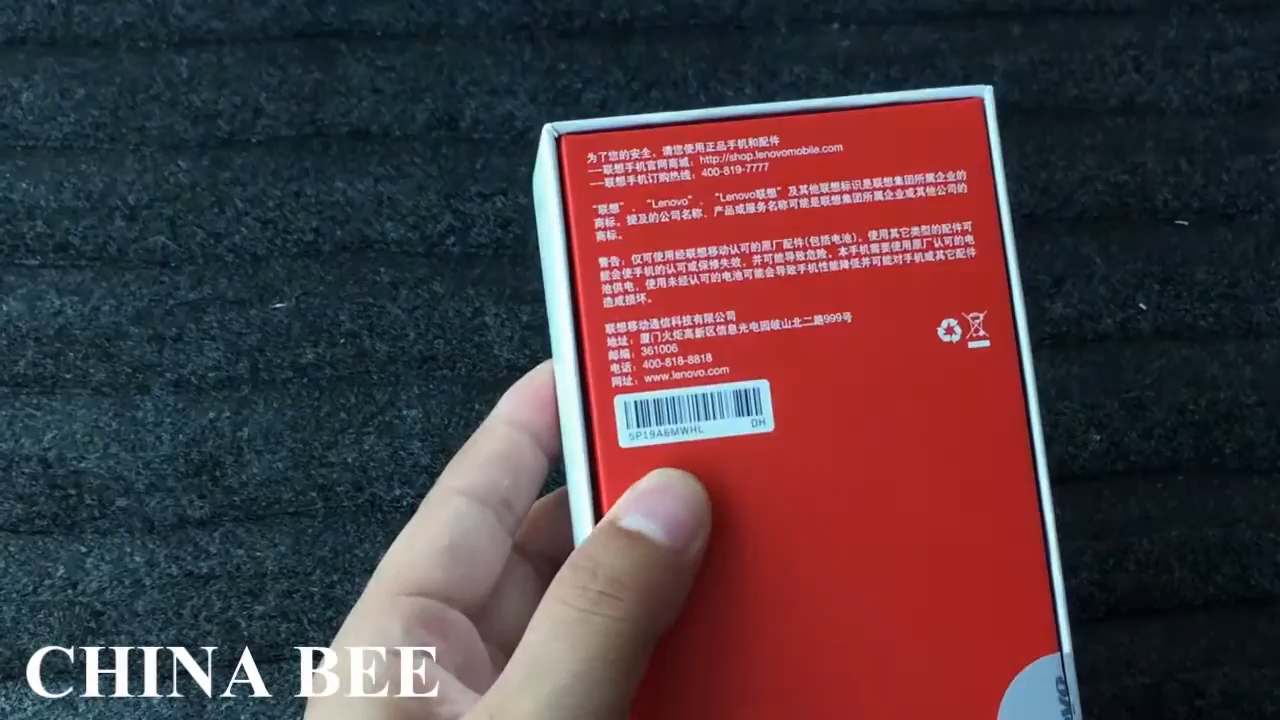 为了您的安全，请您使用正品手机和配件
—联想手机官网商城：http://shop.lenovomobile.com
—联想手机订购热线：400-819-7777
“联想”、“Lenovo”、“Lenovo联想”及其他联想标识是联想集团所属企业的
商标。提及的公司名称、产品或服务名称可能是联想集团所属企业或其他公司的
商标。
警告：仅可使用经联想移动认可的原厂配件(包括电池)，使用其它类型的配件可
能会使手机的认可或保修失效，并可能导致危险。本手机需要使用原厂认可的电
池供电，使用未经认可的电池可能会导致手机性能降低并可能对手机或其它配件
造成损坏。
联想移动通信科技有限公司
地址：厦门火炬高新区信息光电园岐山北二路999号
邮编：361006
电话：400-818-8818
网址：www.lenovo.com
5P19A6MWHL DH
CHINA BEE